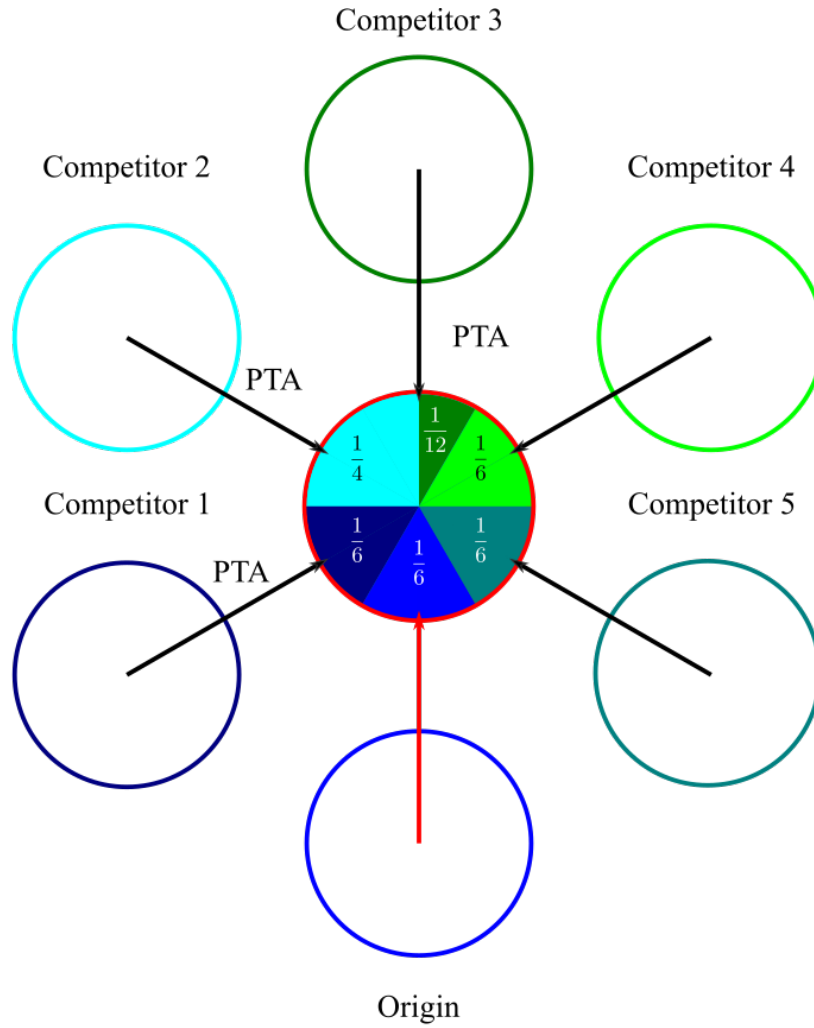 Competitor 3
Competitor 2
Competitor 4
PTA
PTA
1/12
1/4
1/6
Competitor 1
Competitor 5
1/6
1/6
1/6
PTA
Origin